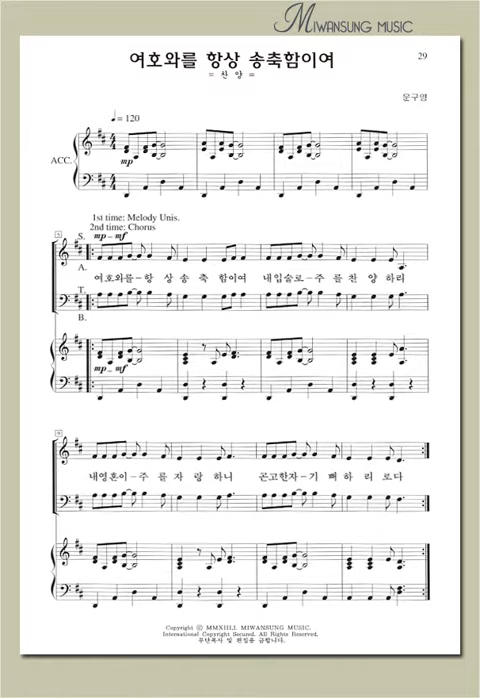 MIWANSUNG MUSIC
여호와를 항상 송축함이여
29
= 찬 양 =
문구영
= 120
ACC.
mp
1st time: Melody Unis.
2nd time: Chorus
5
S.
mp - mf
A.
여호와를-항 상 송 축 함이여 내입술로-주 를 찬 양 하리
T.
B.
mp - mf
9
내영혼이-주 를 자 랑 하 니 곤고한자-기 뻐 하 리 로다
Copyright ⓒ MMXIII.I. MIWANSUNG MUSIC.
International Copyright Secured. All Rights Reserved.
무단복사 및 편집을 금합니다.